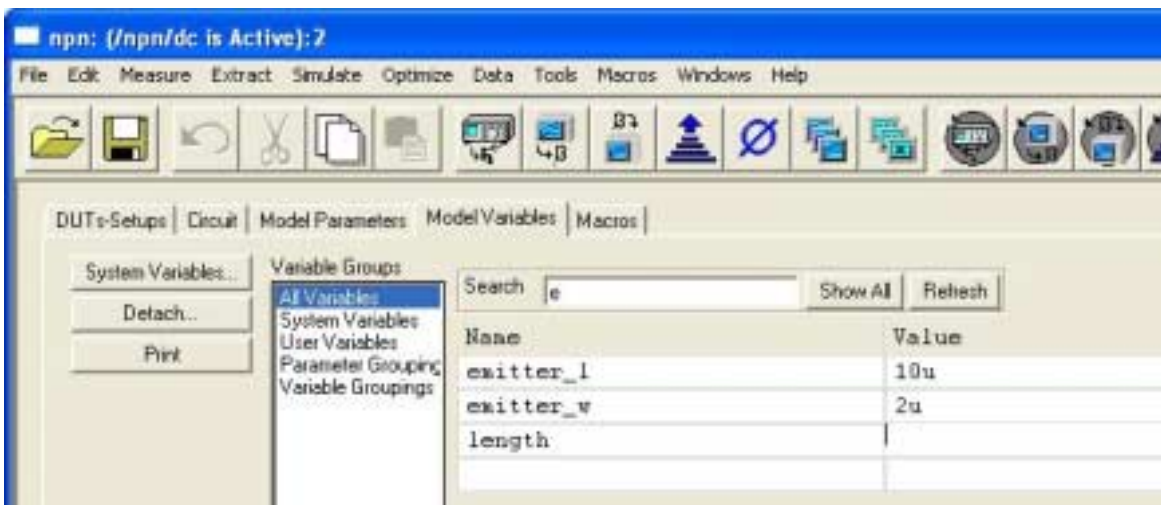 npn: (/npn/dc is Active):2
File Edit Measure Extract Simulate Optimize Data Tools Macros Windows Help
DUTs-Setups Circuit Model Parameters Model Variables Macros
System Variables...
Detach...
Print
Variable Groups
All Variables
System Variables
User Variables
Parameter Grouping
Variable Groupings
Search e Show All Refresh
Name Value
emitter_l 10u
emitter_w 2u
length